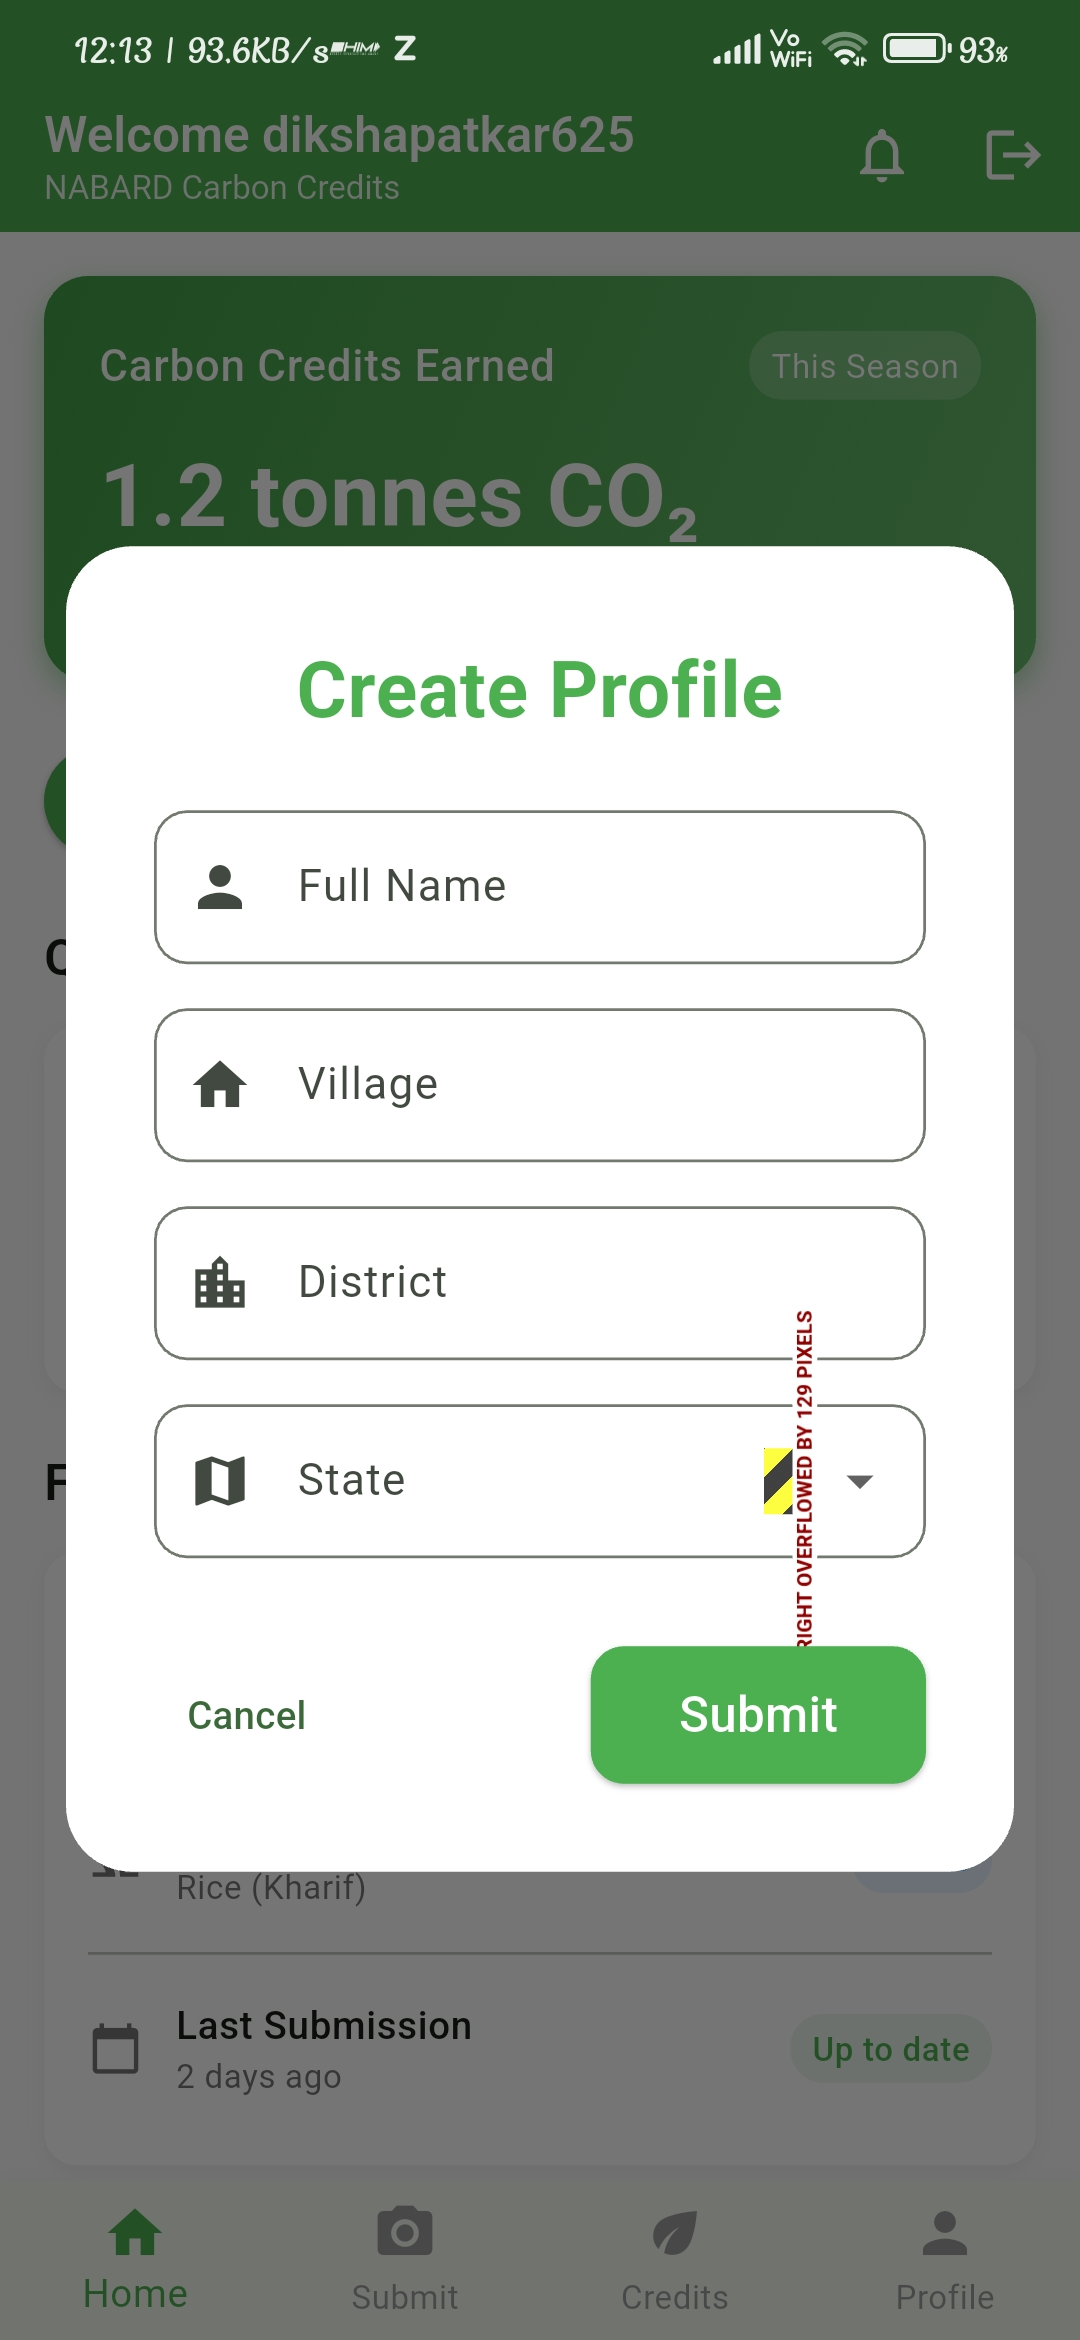 12:13 | 93.6KB/s Z Vo WiFi 93%
Welcome dikshapatkar625
NABARD Carbon Credits
Carbon Credits Earned
This Season
1.2 tonnes CO₂
Create Profile
Full Name
Village
District
State
RIGHT OVERFLOWED BY 129 PIXELS
Cancel
Submit
Rice (Kharif)
Last Submission
2 days ago
Up to date
Home
Submit
Credits
Profile